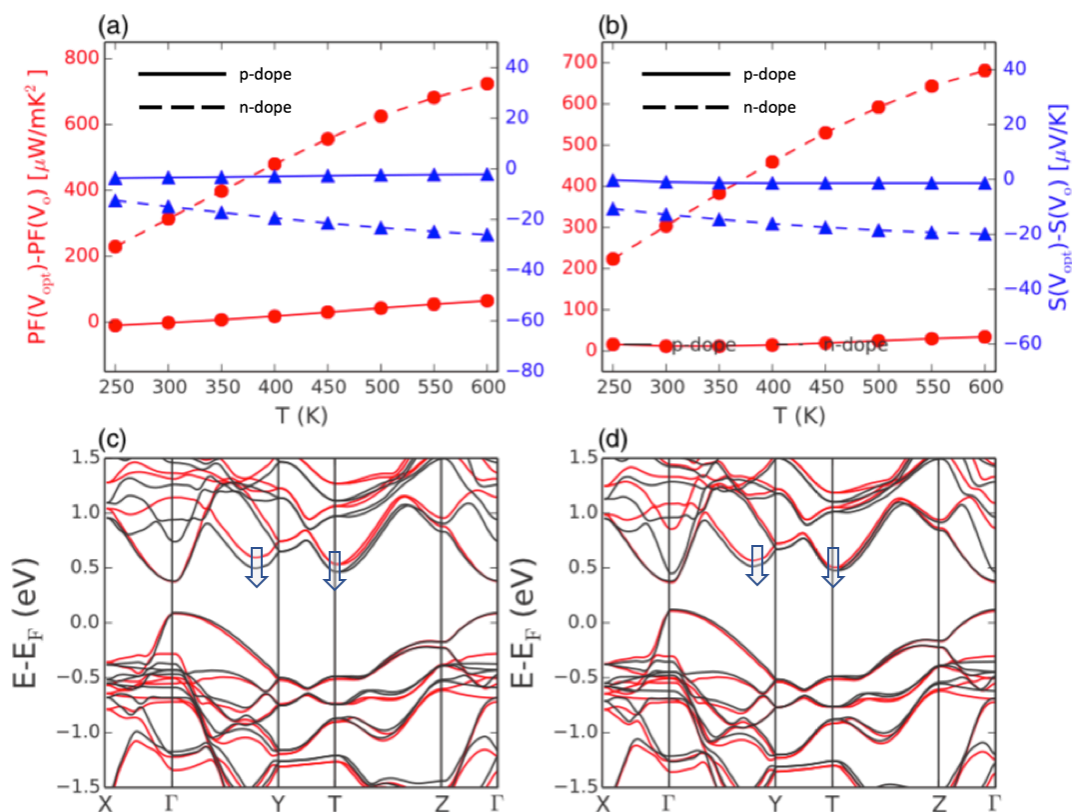 (a)
(b)
PF(V_opt)-PF(V_o) [μW/mK²]
800
600
400
200
0
p-dope
n-dope
40
20
0
−20
−40
−60
−80
250 300 350 400 450 500 550 600
T (K)
700
600
500
400
300
200
100
0
p-dope
n-dope
p-dope n-dope
40
20
0
−20
−40
−60
S(V_opt)-S(V_o) [μV/K]
250 300 350 400 450 500 550 600
T (K)
(c)
(d)
E-E_F (eV)
1.5
1.0
0.5
0.0
−0.5
−1.0
−1.5
X Γ Y T Z Γ
E-E_F (eV)
1.5
1.0
0.5
0.0
−0.5
−1.0
−1.5
X Γ Y T Z Γ